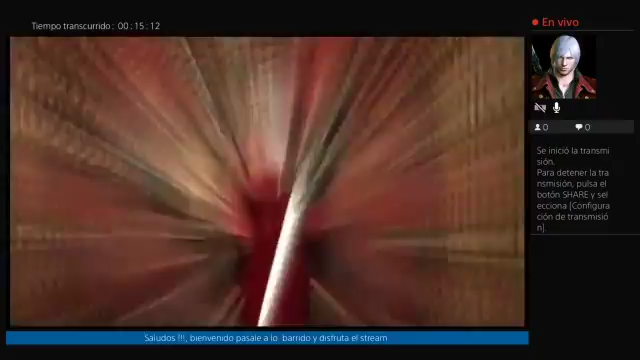 Tiempo transcurrido: 00:15:12
En vivo
0 0
Se inició la transmi
sión.
Para detener la tra
nsmisión, pulsa el
botón SHARE y sel
ecciona [Configura
ción de transmisió
n].
Saludos !!!, bienvenido pasale a lo barrido y disfruta el stream